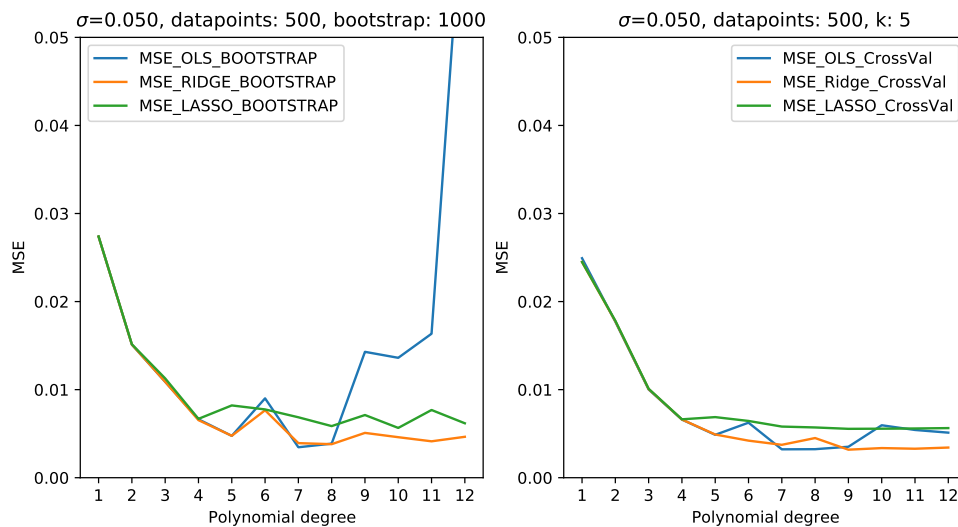 σ=0.050, datapoints: 500, bootstrap: 1000
MSE_OLS_BOOTSTRAP
MSE_RIDGE_BOOTSTRAP
MSE_LASSO_BOOTSTRAP
0.05
0.04
0.03
0.02
0.01
0.00
MSE
1 2 3 4 5 6 7 8 9 10 11 12
Polynomial degree
σ=0.050, datapoints: 500, k: 5
MSE_OLS_CrossVal
MSE_Ridge_CrossVal
MSE_LASSO_CrossVal
0.05
0.04
0.03
0.02
0.01
0.00
MSE
1 2 3 4 5 6 7 8 9 10 11 12
Polynomial degree